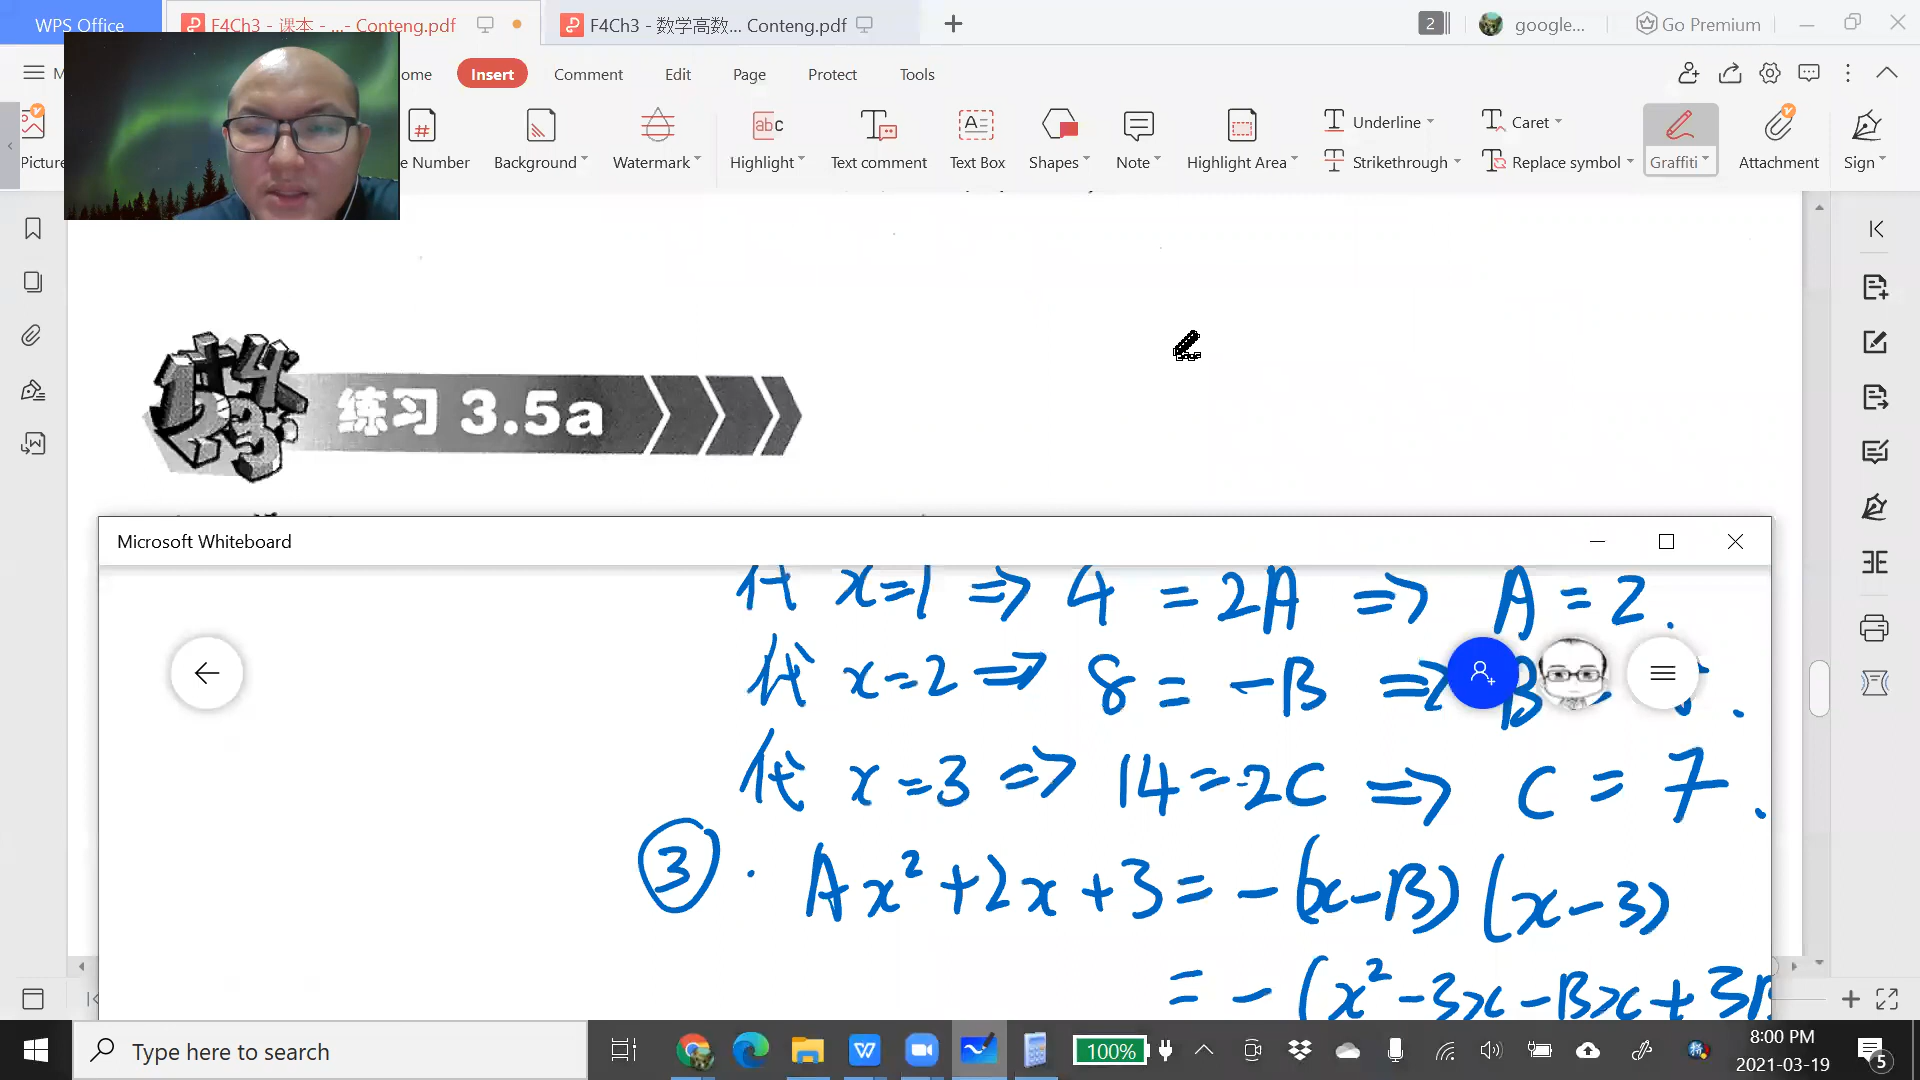 WPS Office
F4Ch3 - 课本 - ...- Conteng.pdf
F4Ch3 - 数学高数... Conteng.pdf
2
google...
Go Premium
Insert
Comment
Edit
Page
Protect
Tools
Picture
Background
Watermark
Highlight
Text comment
Text Box
Shapes
Note
Highlight Area
Underline
Strikethrough
Caret
Replace symbol
Graffiti
Attachment
Sign
练习 3.5a
Microsoft Whiteboard
代 x=1 => 4 = 2A => A = 2.
代 x=2 => 8 = -B => B
代 x=3 => 14=2C => C = 7.
③. Ax²+2x+3=-(x-B)(x-3)
= -(x²-3x-Bx+3B
Type here to search
100%
8:00 PM
2021-03-19
5